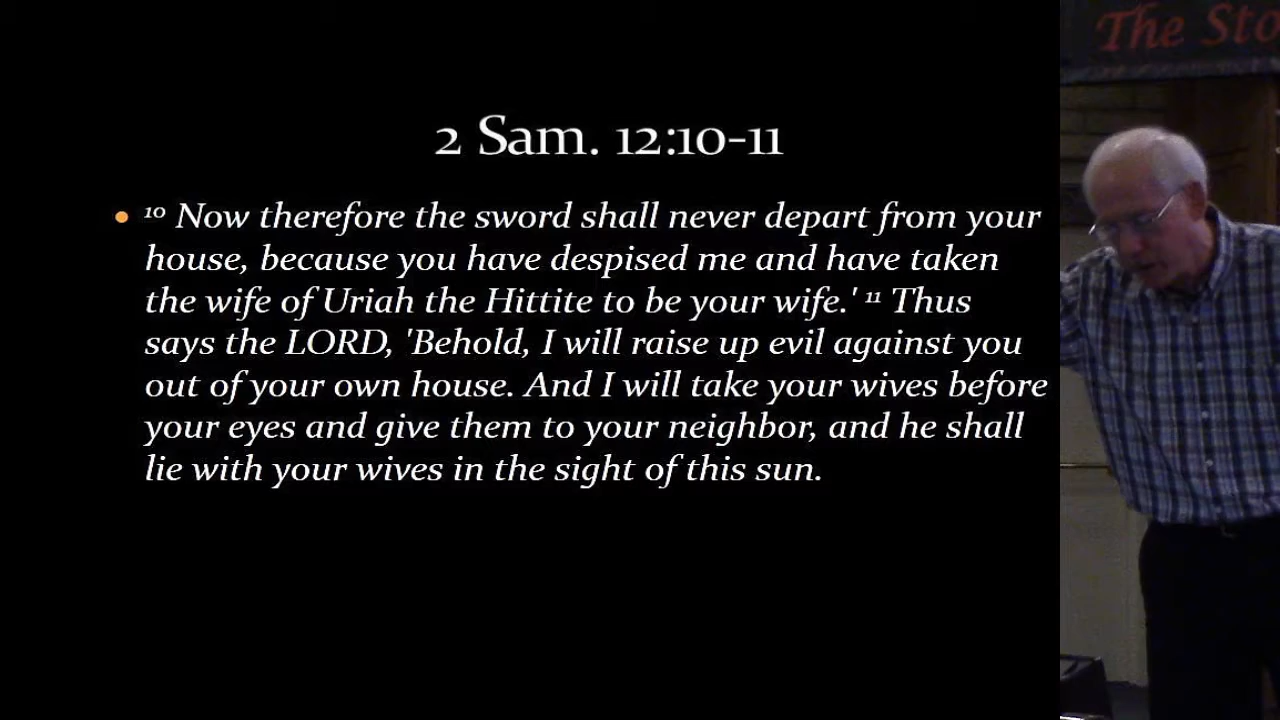 The Sto
2 Sam. 12:10-11
• ¹⁰ Now therefore the sword shall never depart from your
house, because you have despised me and have taken
the wife of Uriah the Hittite to be your wife.' ¹¹ Thus
says the LORD, 'Behold, I will raise up evil against you
out of your own house. And I will take your wives before
your eyes and give them to your neighbor, and he shall
lie with your wives in the sight of this sun.